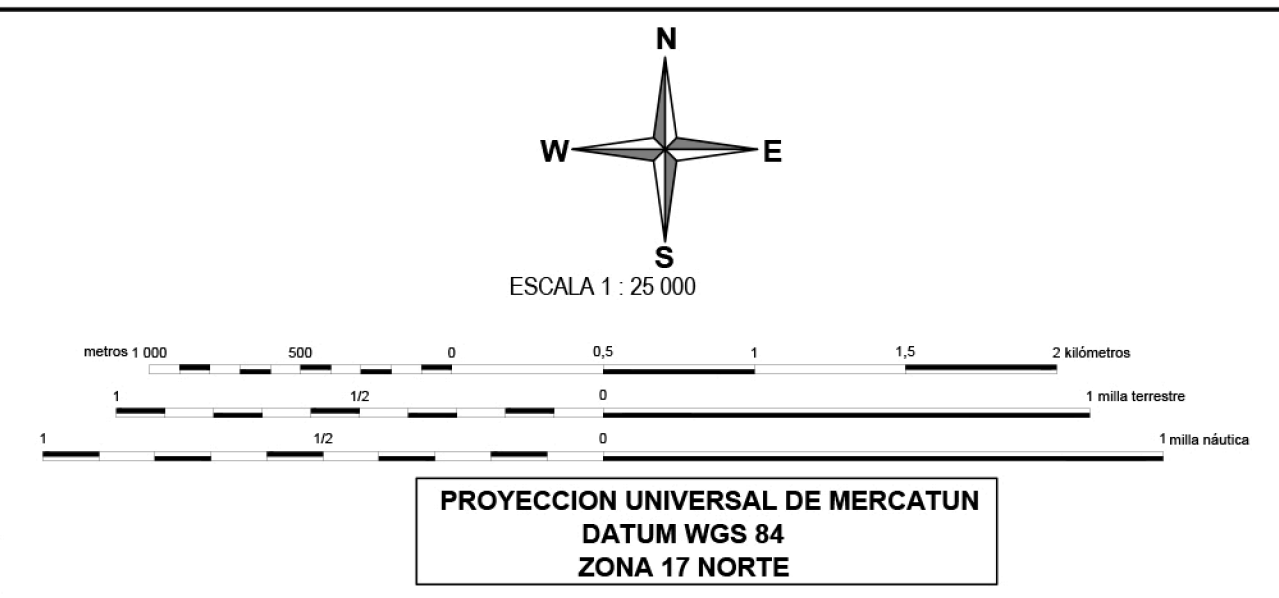 N
W E
S
ESCALA 1 : 25 000
metros 1 000 500 0 0,5 1 1,5 2 kilómetros
1 1/2 0 1 milla terrestre
1 1/2 0 1 milla náutica
PROYECCION UNIVERSAL DE MERCATUN
DATUM WGS 84
ZONA 17 NORTE